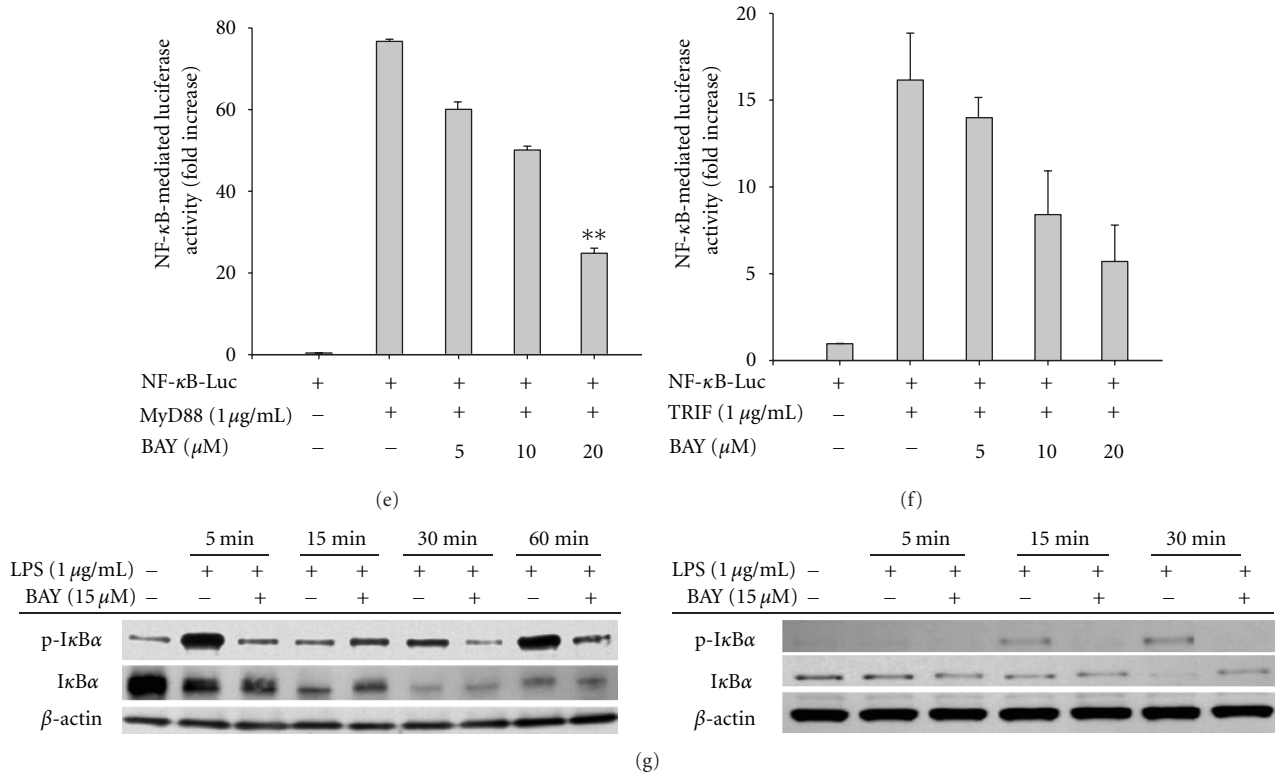 NF-κB-mediated luciferase
activity (fold increase)
80
60
40
20
0
**
NF-κB-Luc + + + + +
MyD88 (1 μg/mL) − + + + +
BAY (μM) − − 5 10 20
(e)
NF-κB-mediated luciferase
activity (fold increase)
20
15
10
5
0
NF-κB-Luc + + + + +
TRIF (1 μg/mL) − + + + +
BAY (μM) − − 5 10 20
(f)
5 min 15 min 30 min 60 min
LPS (1 μg/mL) − + + + + + + + +
BAY (15 μM) − − + − + − + − +
p-IκBα
IκBα
β-actin
5 min 15 min 30 min
LPS (1 μg/mL) − + + + + + +
BAY (15 μM) − − + − + − +
p-IκBα
IκBα
β-actin
(g)